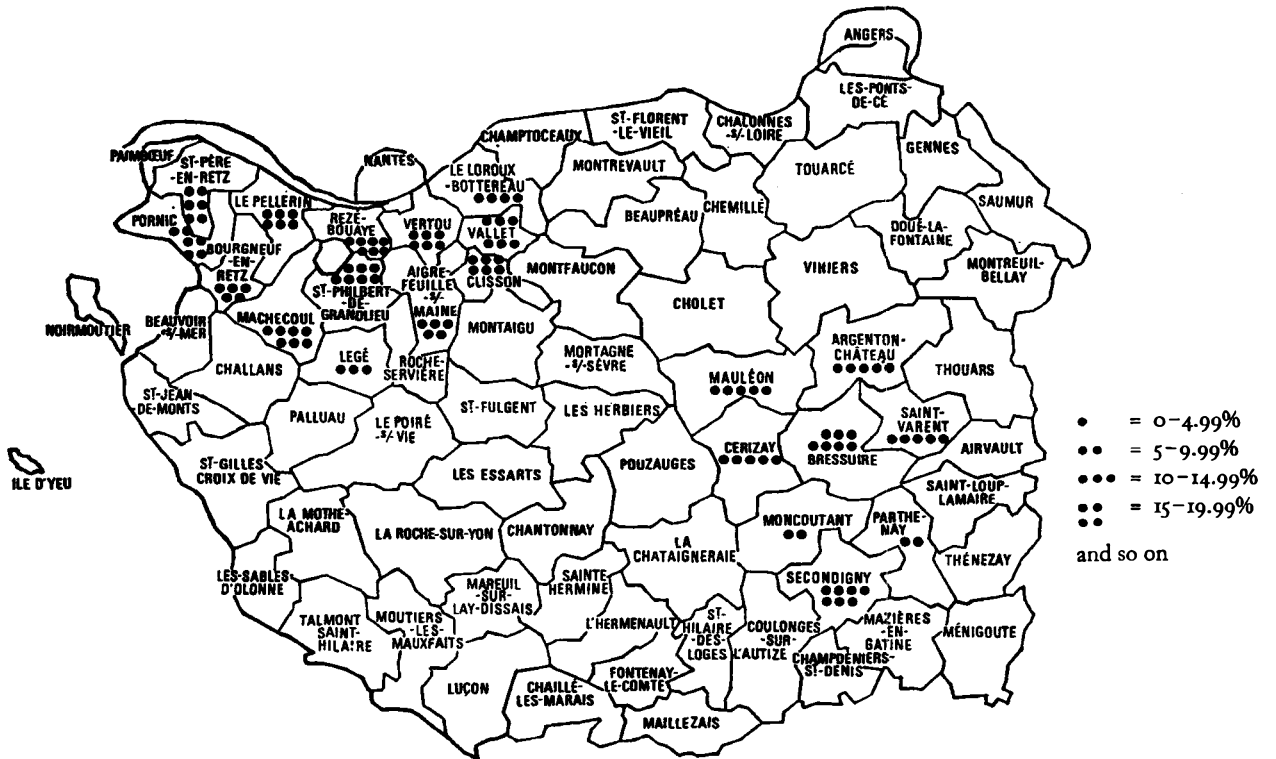 ANGERS
LES-PONTS-
DE-CÉ
ST-FLORENT
-LE-VIEIL
CHALONNES
-S/-LOIRE
CHAMPTOCEAUX
GENNES
PAIMBŒUF
ST-PÈRE
-EN-RETZ
NANTES
MONTREVAULT
TOUARCÉ
LE LOROUX
-BOTTEREAU
LE PELLERIN
CHEMILLÉ
SAUMUR
PORNIC
REZÉ-
BOUAYE
VERTOU
VALLET
BEAUPRÉAU
DOUÉ-LA-
FONTAINE
BOURGNEUF
-EN-
RETZ
AIGRE-
FEUILLE
-S/-
MAINE
CLISSON
MONTFAUCON
VIHIERS
MONTREUIL-
BELLAY
ST-PHILBERT
-DE-
GRANDLIEU
CHOLET
NOIRMOUTIER
BEAUVOIR
-S/-MER
MACHECOUL
MONTAIGU
ARGENTON-
CHÂTEAU
LEGÉ
ROCHE-
SERVIÈRE
MORTAGNE
-S/-SÈVRE
CHALLANS
MAULÉON
THOUARS
ST-JEAN
-DE-MONTS
PALLUAU
LE POIRÉ
-S/-VIE
ST-FULGENT
LES HERBIERS
SAINT-
VARENT
• = 0–4.99%
•• = 5–9.99%
••• = 10–14.99%
•••• = 15–19.99%
and so on
CERIZAY
BRESSUIRE
AIRVAULT
ST-GILLES
CROIX DE VIE
LES ESSARTS
POUZAUGES
ILE D'YEU
SAINT-LOUP-
LAMAIRE
LA MOTHE-
ACHARD
LA ROCHE-SUR-YON
CHANTONNAY
LA
CHATAIGNERAIE
MONCOUTANT
PARTHE-
NAY
THÉNEZAY
LES-SABLES-
D'OLONNE
MAREUIL
-SUR-
LAY-DISSAIS
SAINTE
HERMINE
SECONDIGNY
TALMONT
SAINT-
HILAIRE
MOUTIERS
-LES-
MAUXFAITS
L'HERMENAULT
ST-
HILAIRE
-DES-
LOGES
COULONGES
-SUR-
L'AUTIZE
MAZIÈRES
-EN-
GATINE
MÉNIGOUTE
CHAMPDENIERS-
ST-DENIS
LUÇON
CHAILLÉ-
LES-MARAIS
FONTENAY-
LE-COMTE
MAILLEZAIS